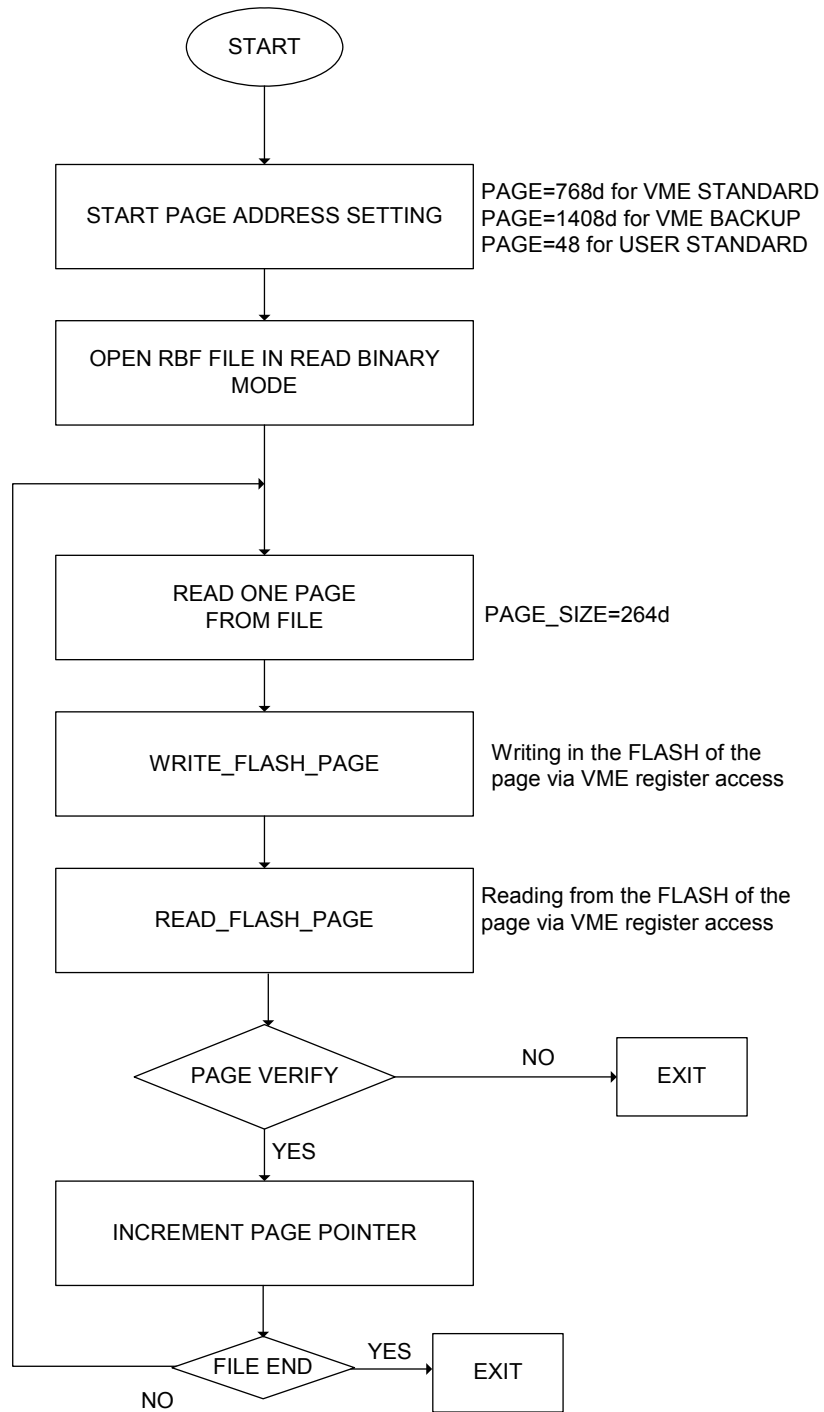 START
START PAGE ADDRESS SETTING
PAGE=768d for VME STANDARD
PAGE=1408d for VME BACKUP
PAGE=48 for USER STANDARD
OPEN RBF FILE IN READ BINARY
MODE
READ ONE PAGE
FROM FILE
PAGE_SIZE=264d
WRITE_FLASH_PAGE
Writing in the FLASH of the
page via VME register access
READ_FLASH_PAGE
Reading from the FLASH of the
page via VME register access
PAGE VERIFY
NO
EXIT
YES
INCREMENT PAGE POINTER
FILE END
YES
EXIT
NO